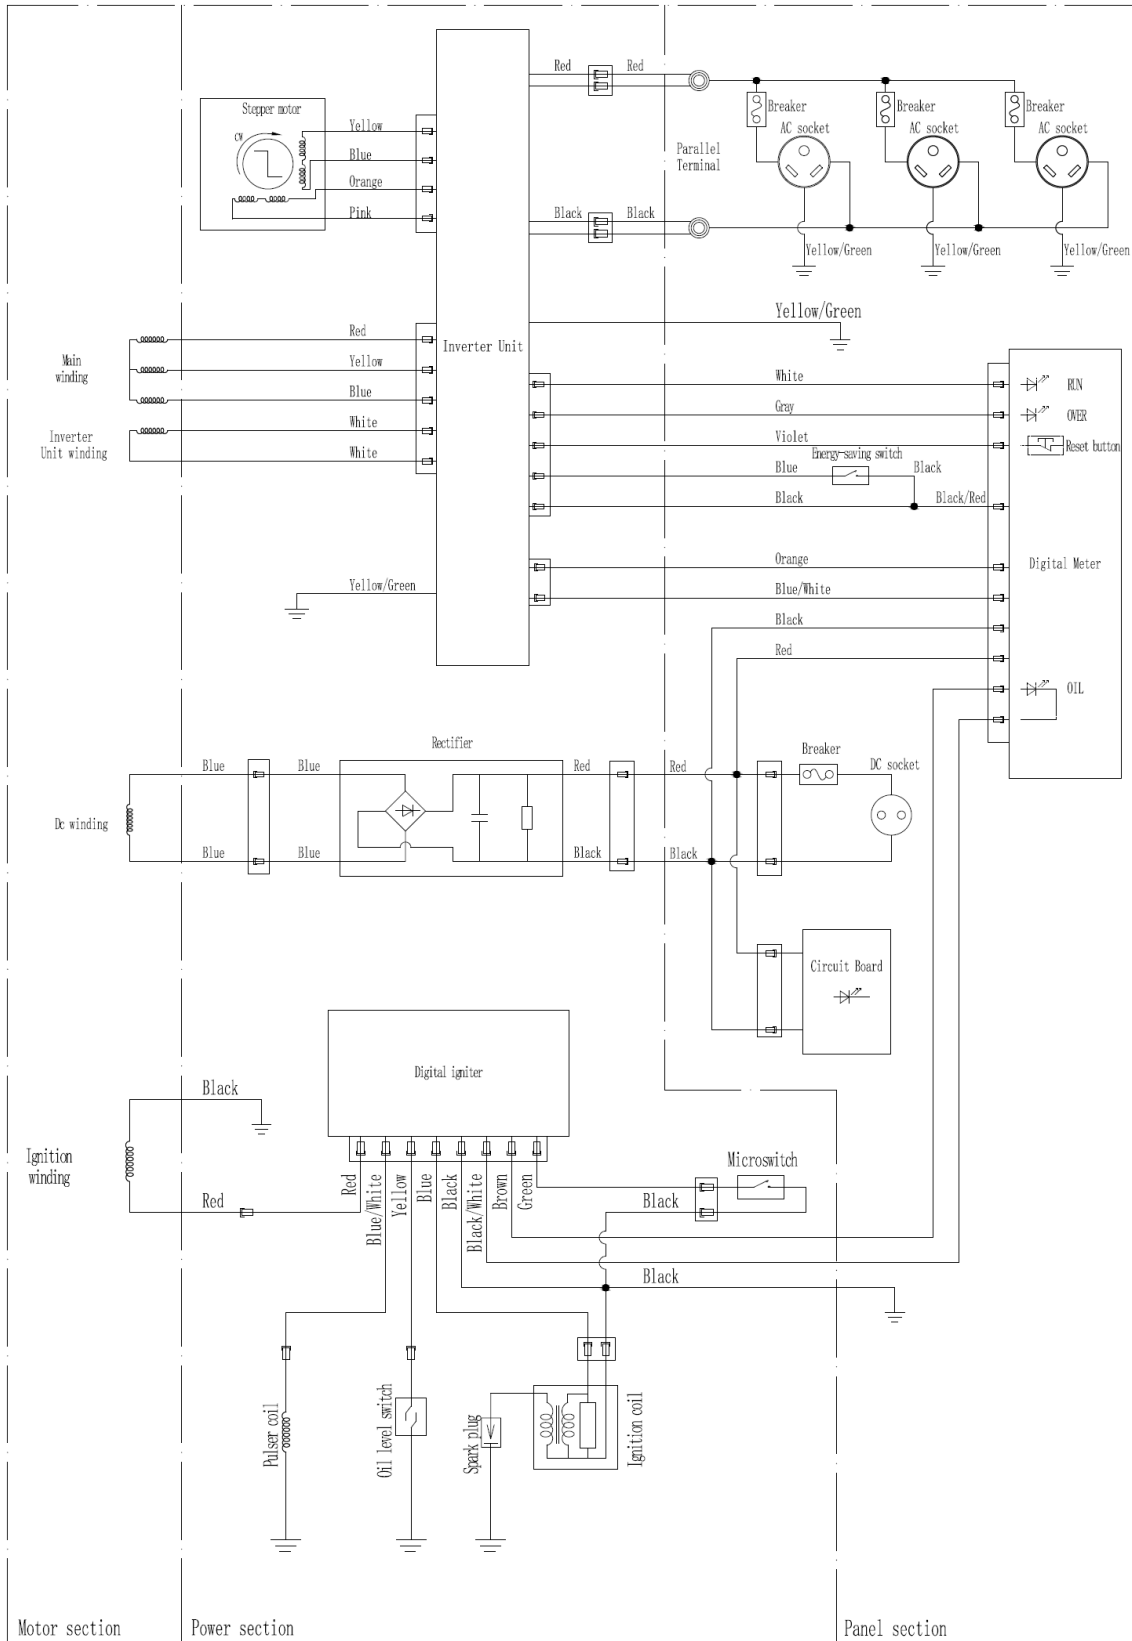 Red
Red
Stepper motor
CW
Yellow
Blue
Orange
Pink
Breaker
Breaker
Breaker
AC socket
AC socket
AC socket
Parallel
Terminal
Black
Black
Yellow/Green
Yellow/Green
Yellow/Green
Yellow/Green
Inverter Unit
Main
winding
Red
Yellow
Blue
Inverter
Unit winding
White
White
White
RUN
Gray
OVER
Violet
Reset button
Energy-saving switch
Blue
Black
Black
Black/Red
Orange
Digital Meter
Yellow/Green
Blue/White
Black
Red
OIL
Rectifier
Breaker
DC socket
Blue
Blue
Red
Red
Dc winding
Blue
Blue
Black
Black
Circuit Board
Digital igniter
Black
Ignition
winding
Red
Red
Blue/White
Yellow
Blue
Black
Black/White
Brown
Green
Microswitch
Black
Black
Pulser coil
Oil level switch
Spark plug
Ignition coil
Motor section
Power section
Panel section